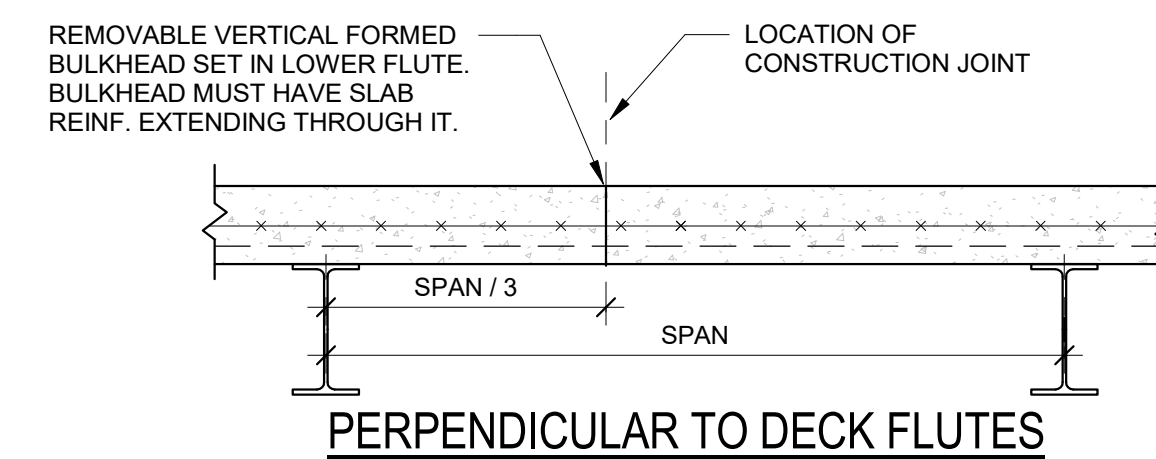 REMOVABLE VERTICAL FORMED
BULKHEAD SET IN LOWER FLUTE.
BULKHEAD MUST HAVE SLAB
REINF. EXTENDING THROUGH IT.
LOCATION OF
CONSTRUCTION JOINT
SPAN / 3
SPAN
PERPENDICULAR TO DECK FLUTES